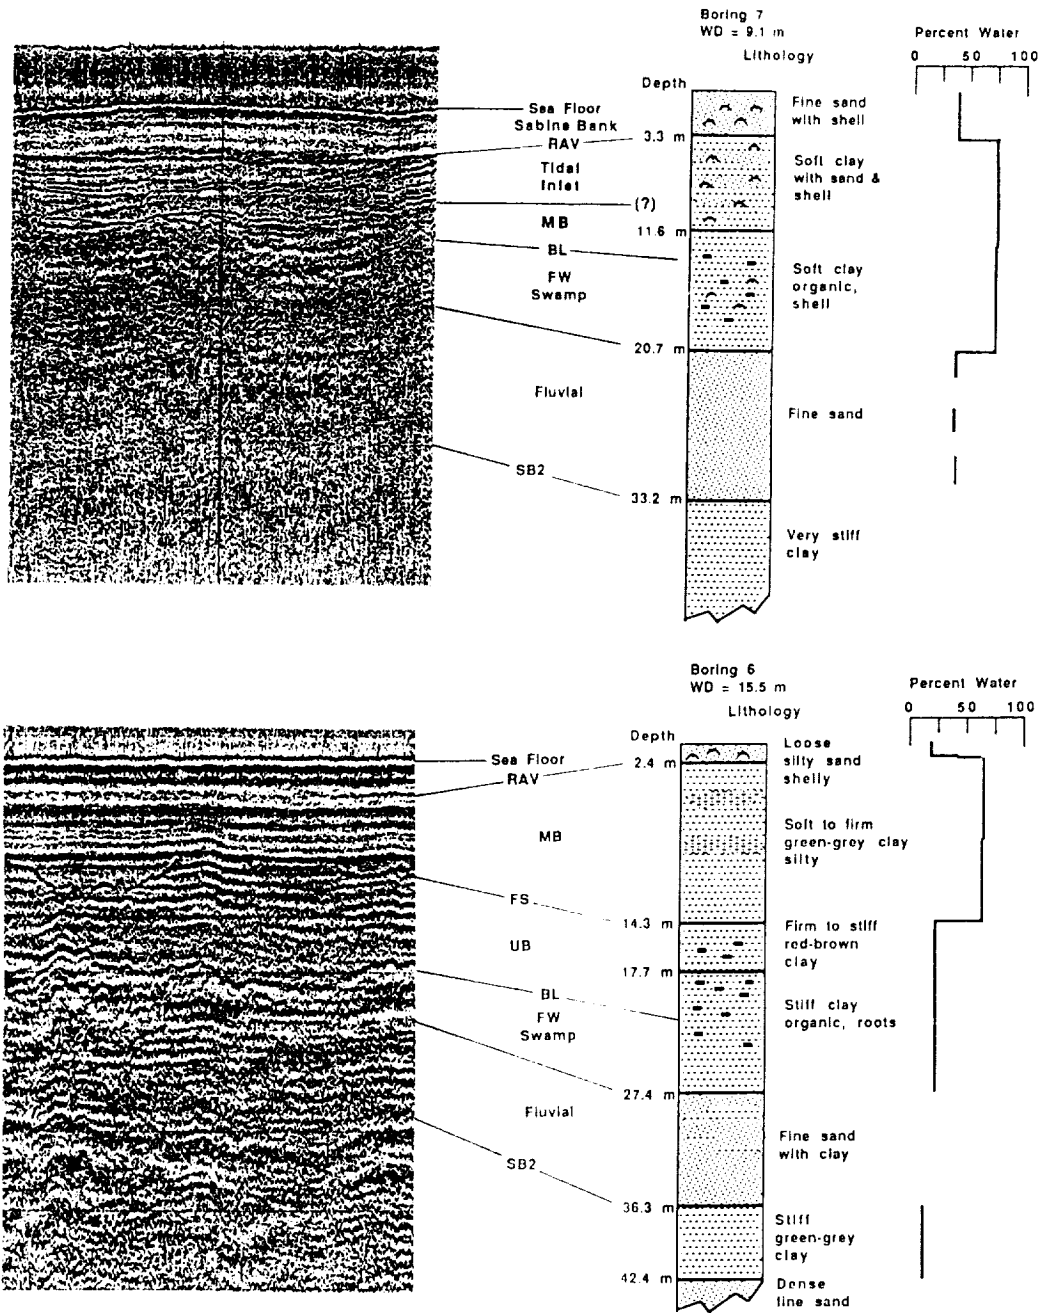 Boring 7
WD = 9.1 m
Lithology
Percent Water
0 50 100
Depth
Sea Floor
Sabine Bank
RAV
Tidal
Inlet
(?)
MB
BL
FW
Swamp
Fluvial
SB2
3.3 m
11.6 m
20.7 m
33.2 m
Fine sand
with shell
Soft clay
with sand &
shell
Soft clay
organic,
shell
Fine sand
Very stiff
clay
Boring 6
WD = 15.5 m
Lithology
Percent Water
0 50 100
Depth
Sea Floor
RAV
MB
FS
UB
BL
FW
Swamp
Fluvial
SB2
2.4 m
14.3 m
17.7 m
27.4 m
36.3 m
42.4 m
Loose
silty sand
shelly
Soft to firm
green-grey clay
silty
Firm to stiff
red-brown
clay
Stiff clay
organic, roots
Fine sand
with clay
Stiff
green-grey
clay
Dense
fine sand